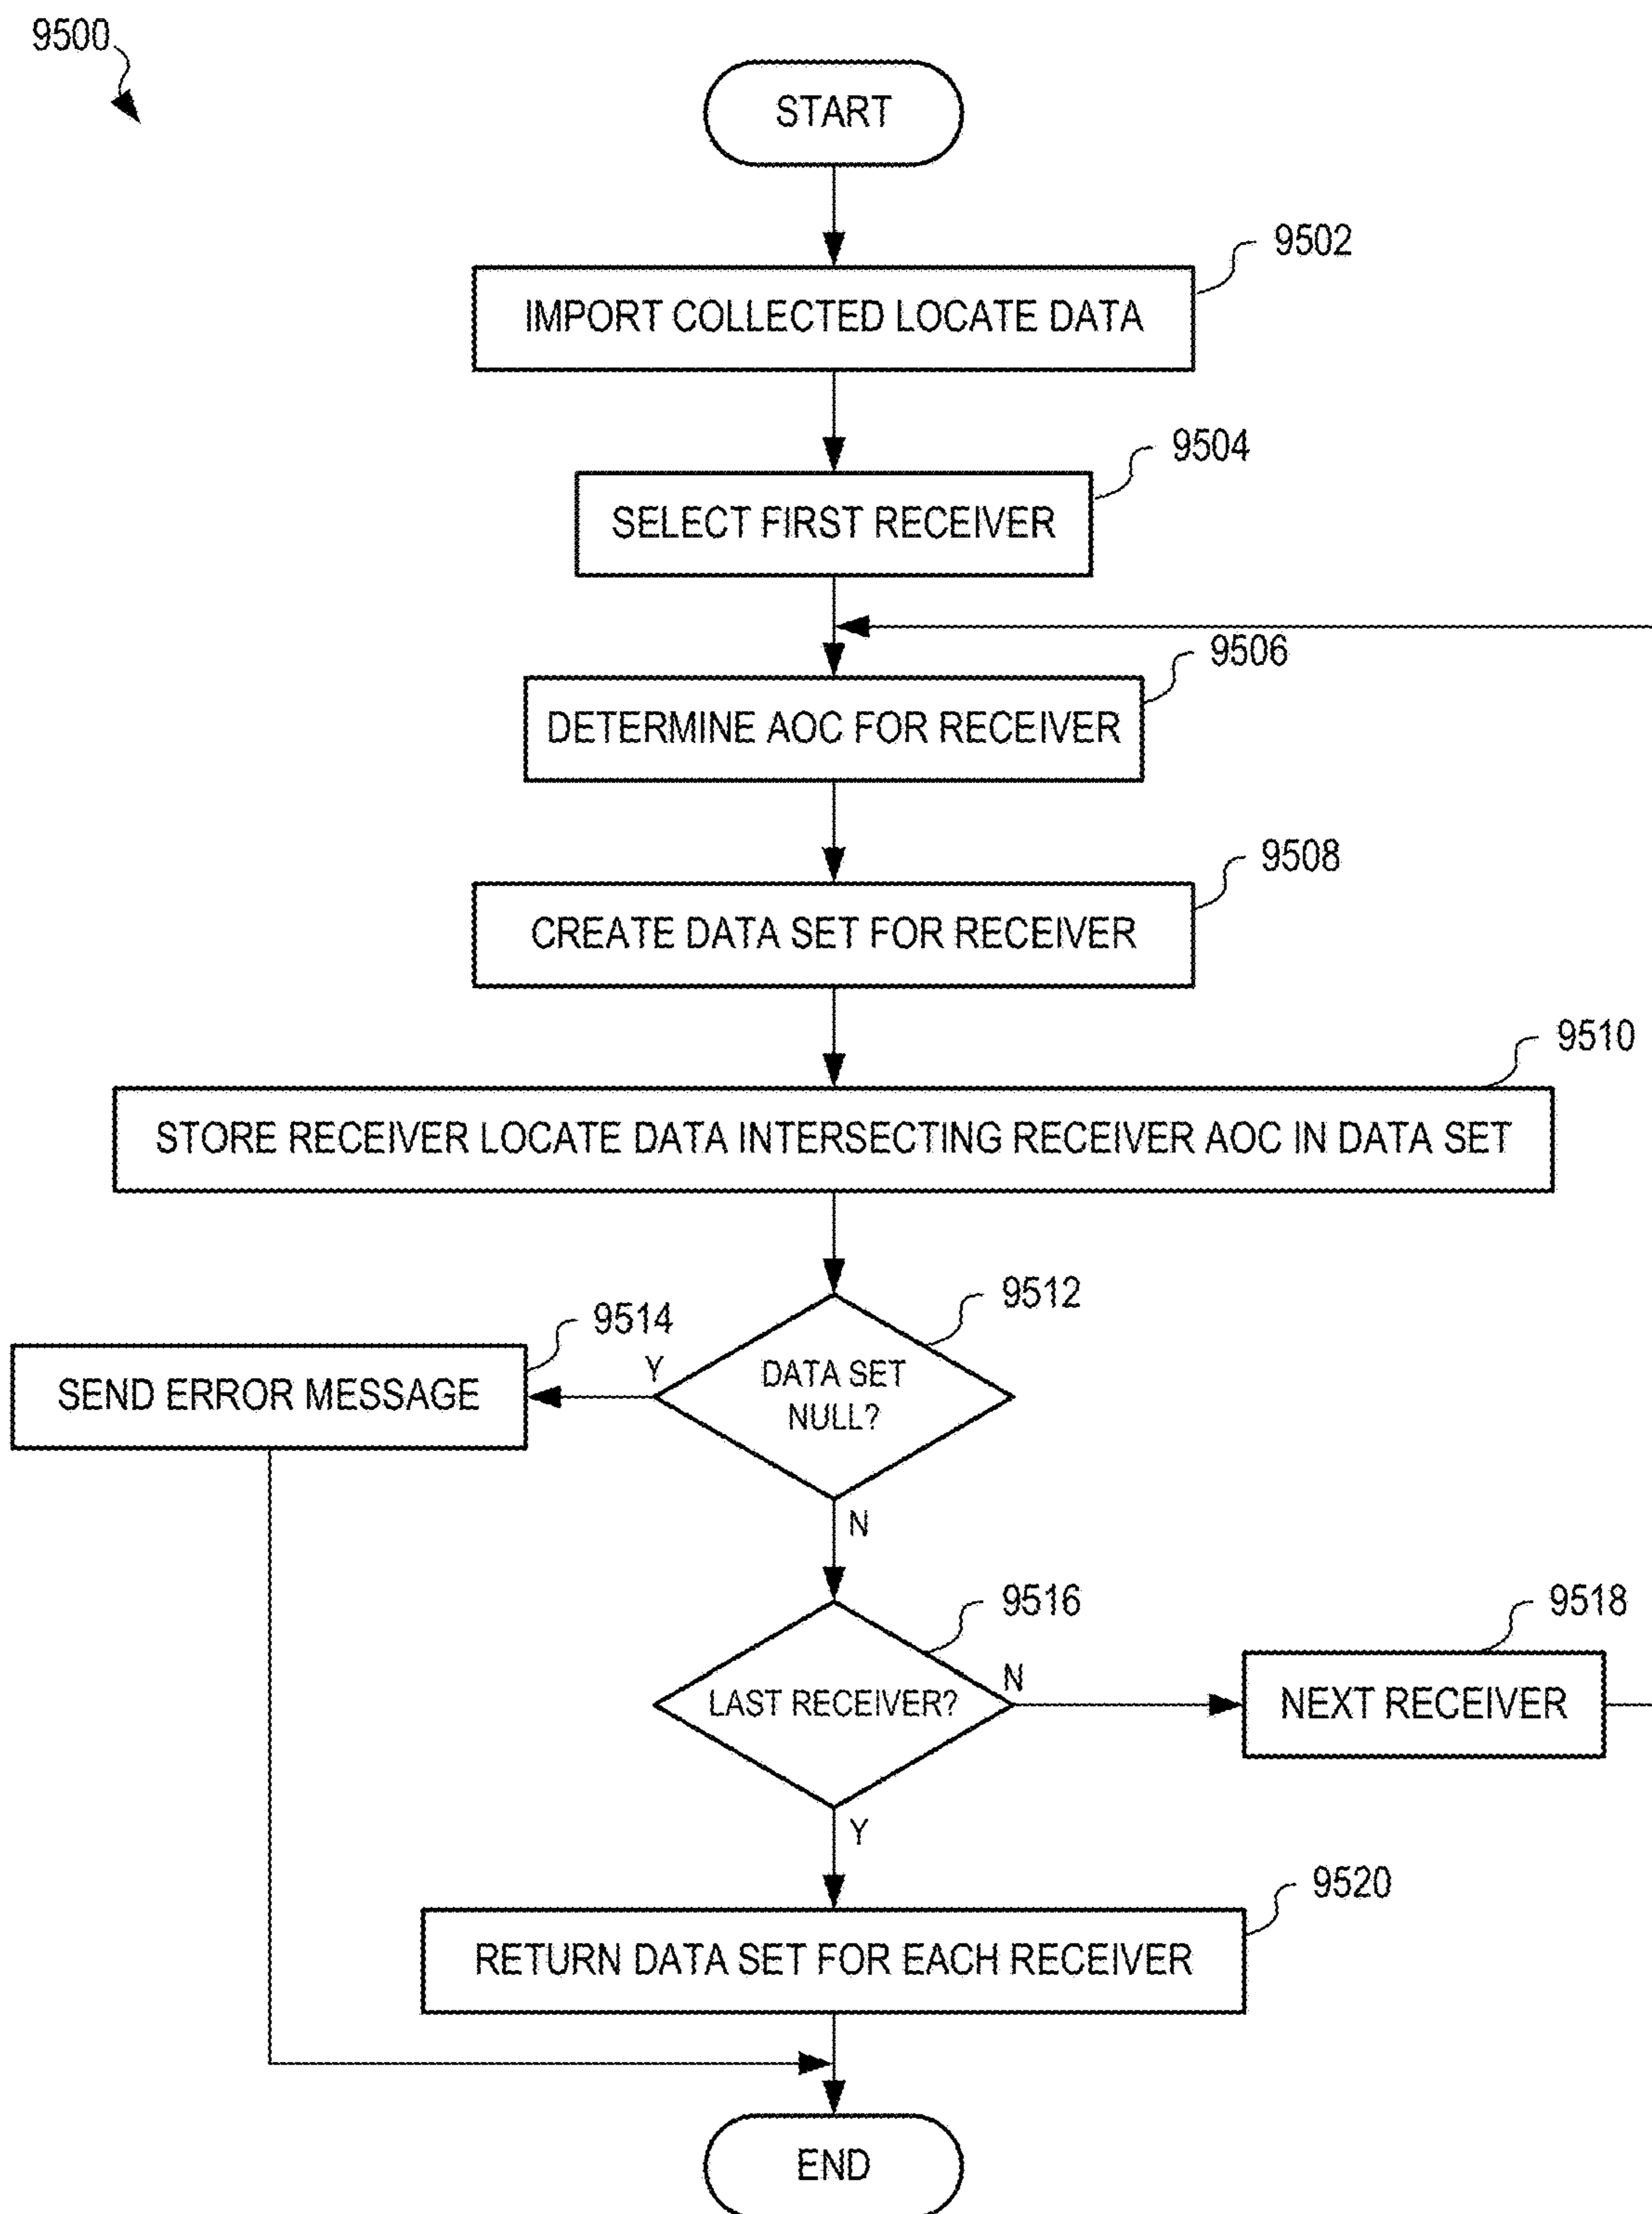 9500
START
9502
IMPORT COLLECTED LOCATE DATA
9504
SELECT FIRST RECEIVER
9506
DETERMINE AOC FOR RECEIVER
9508
CREATE DATA SET FOR RECEIVER
9510
STORE RECEIVER LOCATE DATA INTERSECTING RECEIVER AOC IN DATA SET
9512
9514
Y
DATA SET
NULL?
SEND ERROR MESSAGE
N
9516
9518
LAST RECEIVER?
N
NEXT RECEIVER
Y
9520
RETURN DATA SET FOR EACH RECEIVER
END